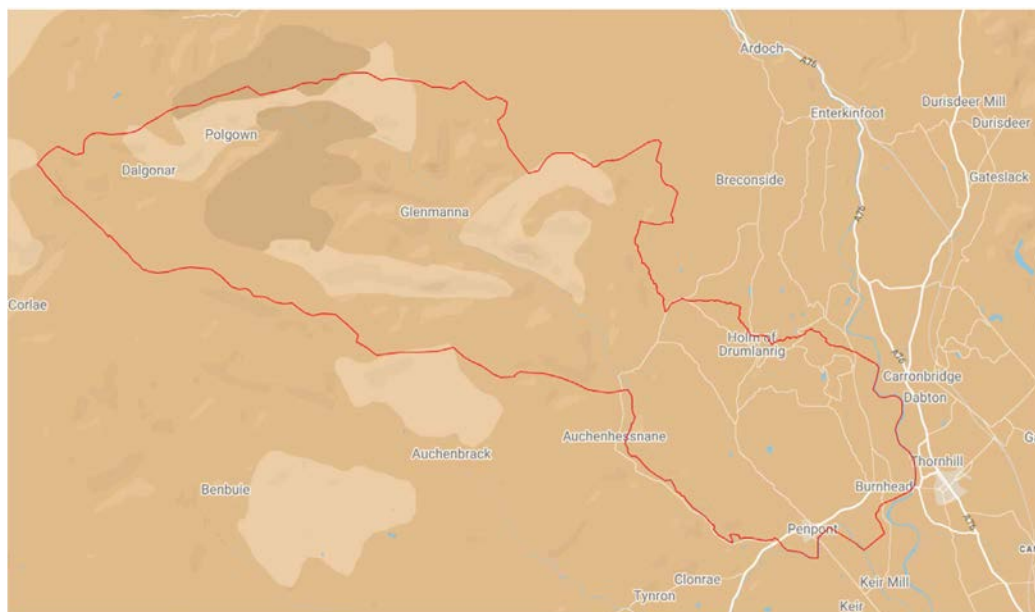 Ardoch
A76
Enterkinfoot
Durisdeer Mill
Durisdeer
Polgown
Dalgonar
Breconside
Gateslack
Glenmanna
A76
Corlae
Holm of
Drumlanrig
A76
Carronbridge
Dabton
Auchenhessnane
Auchenbrack
Thornhill
Benbuie
Burnhead
A76
Penpont
Clonrae
Keir Mill
Tynron
Keir